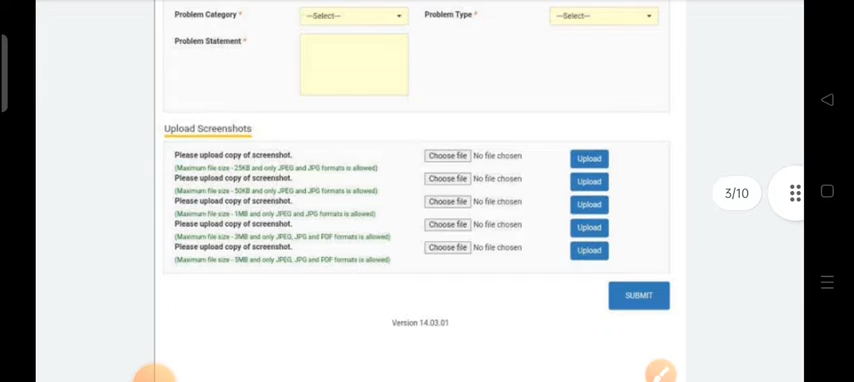 Problem Category * ---Select--- Problem Type * ---Select---
Problem Statement *
Upload Screenshots
Please upload copy of screenshot. Choose file No file chosen Upload
(Maximum file size - 25KB and only JPEG and JPG formats is allowed)
Please upload copy of screenshot. Choose file No file chosen Upload
(Maximum file size - 50KB and only JPEG and JPG formats is allowed)
Please upload copy of screenshot. Choose file No file chosen Upload
(Maximum file size - 1MB and only JPEG and JPG formats is allowed)
Please upload copy of screenshot. Choose file No file chosen Upload
(Maximum file size - 3MB and only JPEG, JPG and PDF formats is allowed)
Please upload copy of screenshot. Choose file No file chosen Upload
(Maximum file size - 5MB and only JPEG, JPG and PDF formats is allowed)
3/10
SUBMIT
Version 14.03.01